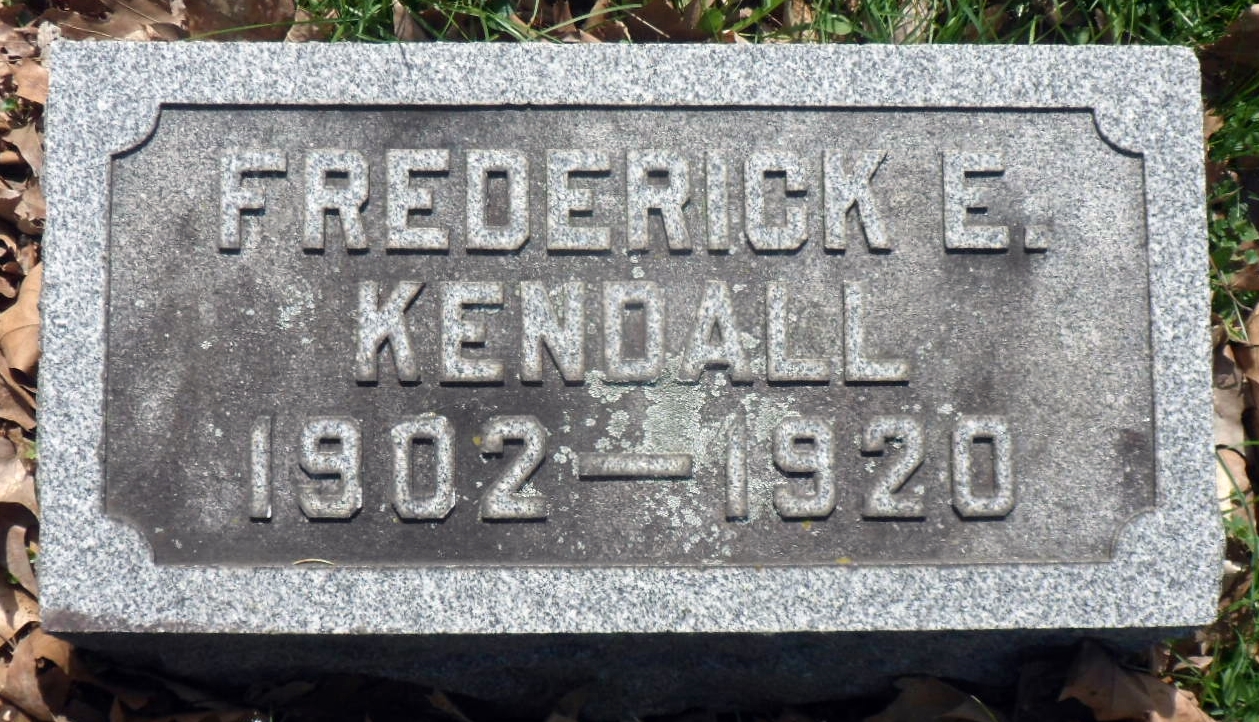 FREDERICK E.
KENDALL
1902—1920